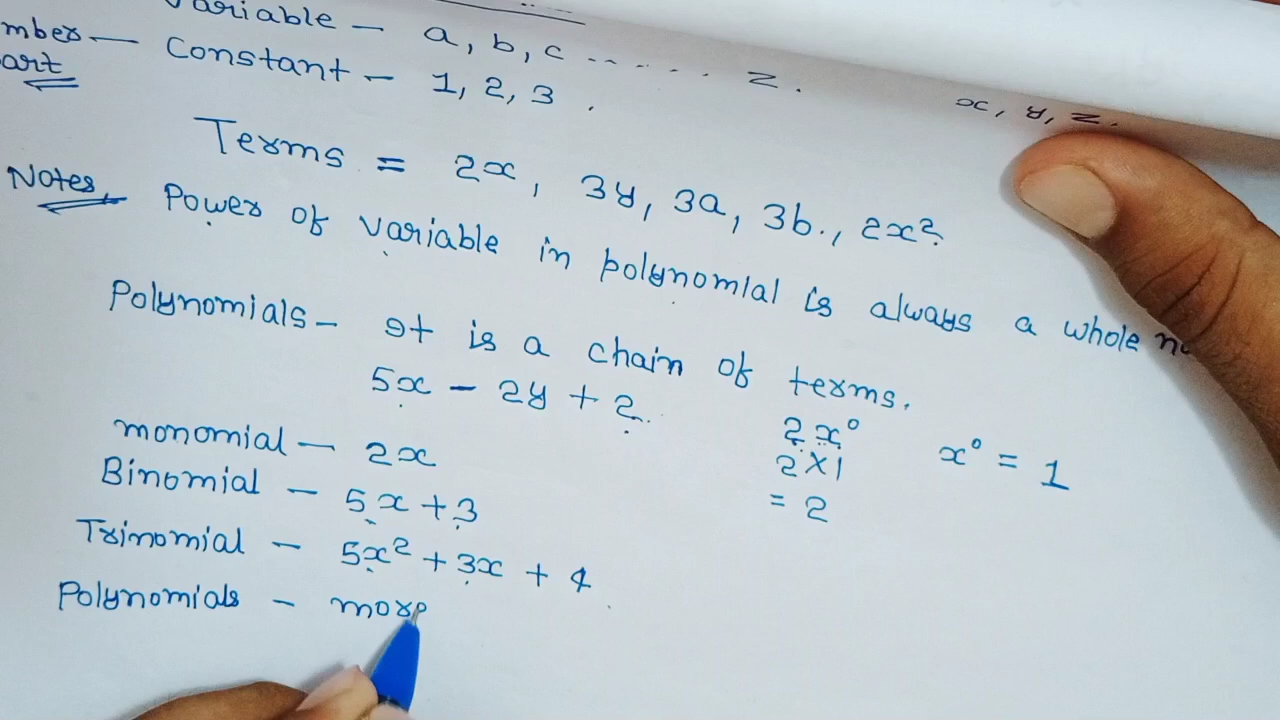 Variable - a, b, c ...... z.
Constant - 1, 2, 3.
x, y, z.
Terms = 2x, 3y, 3a, 3b., 2x².
Notes, Power of variable in polynomial is always a whole
Polynomials - It is a chain of terms.
5x - 2y + 2.
2x⁰
x⁰ = 1
2×1
= 2
monomial - 2x
Binomial - 5x + 3
Trinomial - 5x² + 3x + 4
Polynomials - more